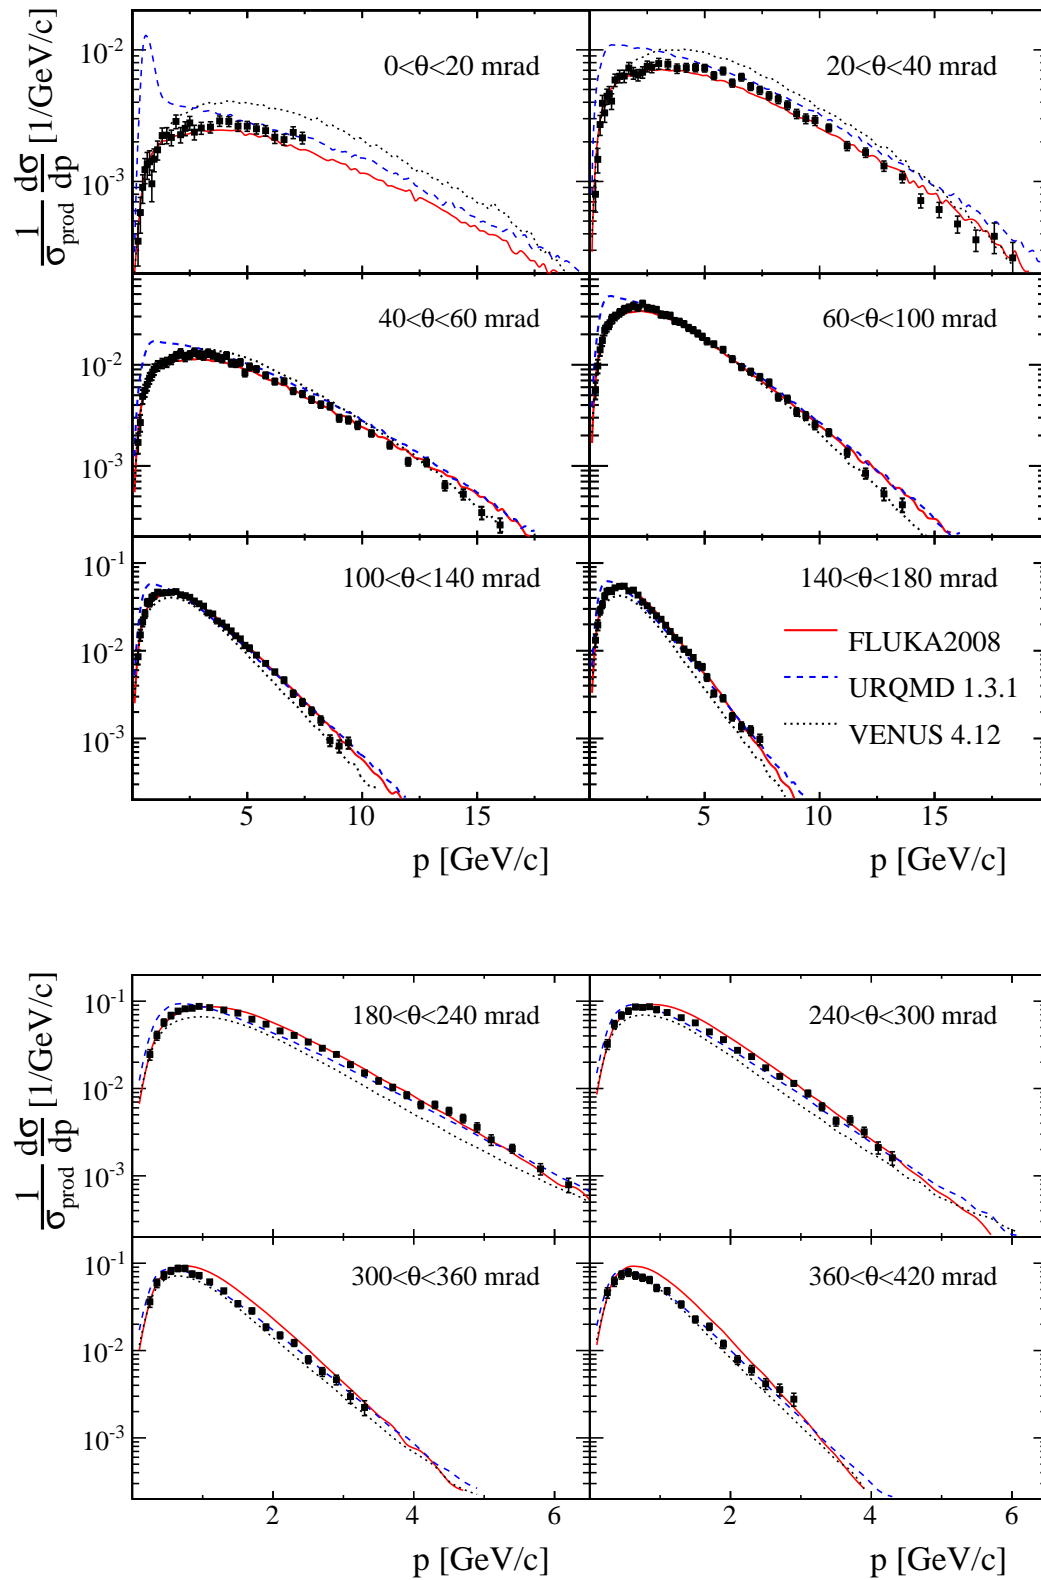 1/σprod dσ/dp [1/GeV/c]
10⁻²
10⁻³
0<θ<20 mrad
20<θ<40 mrad
10⁻²
10⁻³
40<θ<60 mrad
60<θ<100 mrad
10⁻¹
10⁻²
10⁻³
100<θ<140 mrad
140<θ<180 mrad
FLUKA2008
URQMD 1.3.1
VENUS 4.12
5 10 15 5 10 15
p [GeV/c] p [GeV/c]
1/σprod dσ/dp [1/GeV/c]
10⁻¹
10⁻²
10⁻³
180<θ<240 mrad
240<θ<300 mrad
10⁻¹
10⁻²
10⁻³
300<θ<360 mrad
360<θ<420 mrad
2 4 6 2 4 6
p [GeV/c] p [GeV/c]